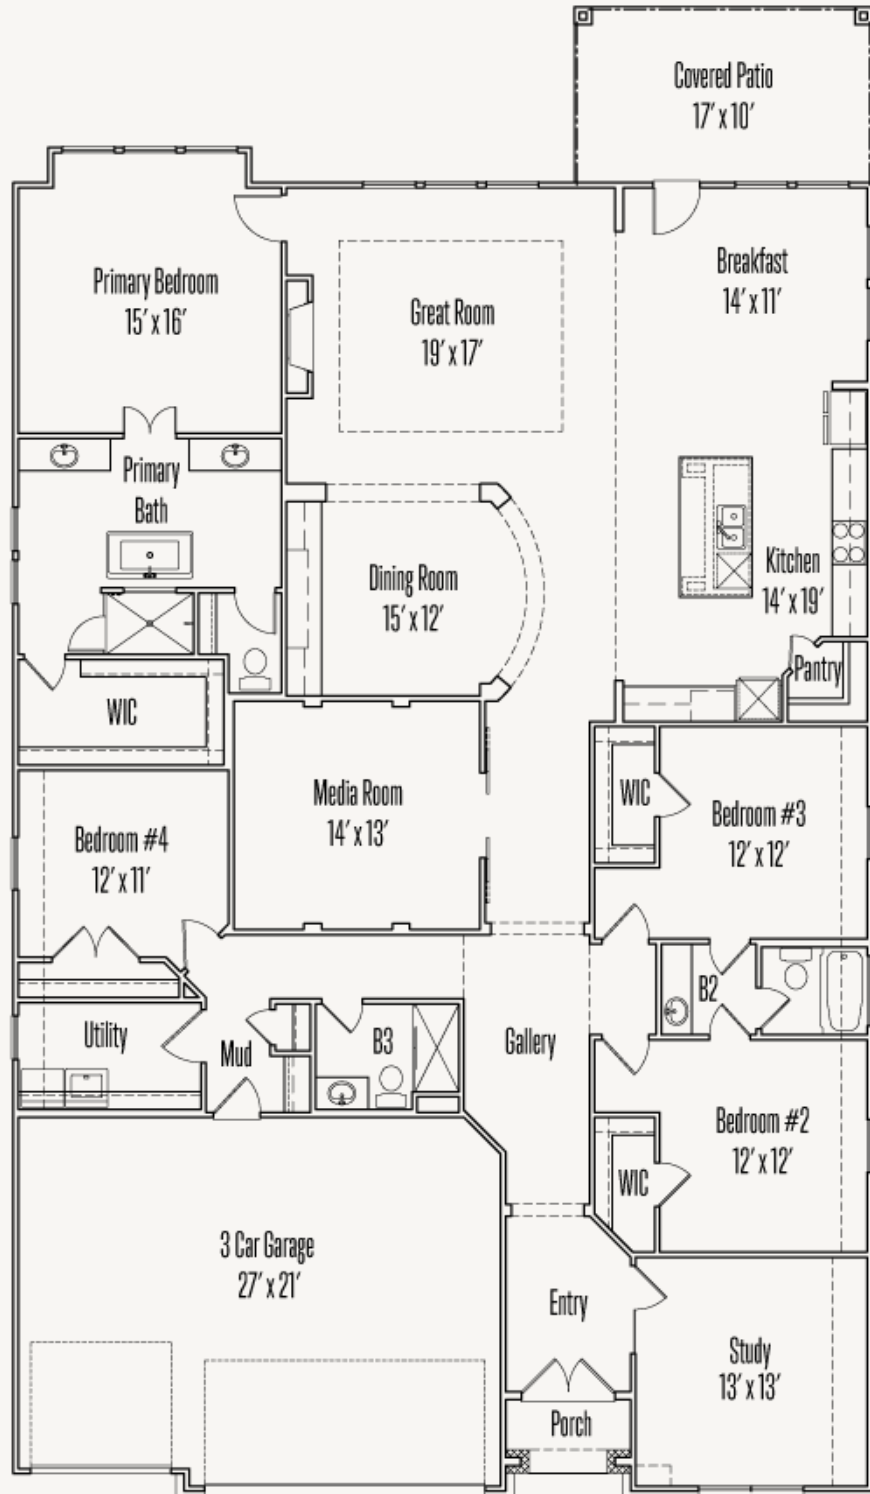 Covered Patio
17' x 10'
Primary Bedroom
15' x 16'
Great Room
19' x 17'
Breakfast
14' x 11'
Primary
Bath
Dining Room
15' x 12'
Kitchen
14' x 19'
Pantry
WIC
Media Room
14' x 13'
WIC
Bedroom #3
12' x 12'
Bedroom #4
12' x 11'
B2
Utility
Mud
B3
Gallery
Bedroom #2
12' x 12'
WIC
3 Car Garage
27' x 21'
Entry
Study
13' x 13'
Porch